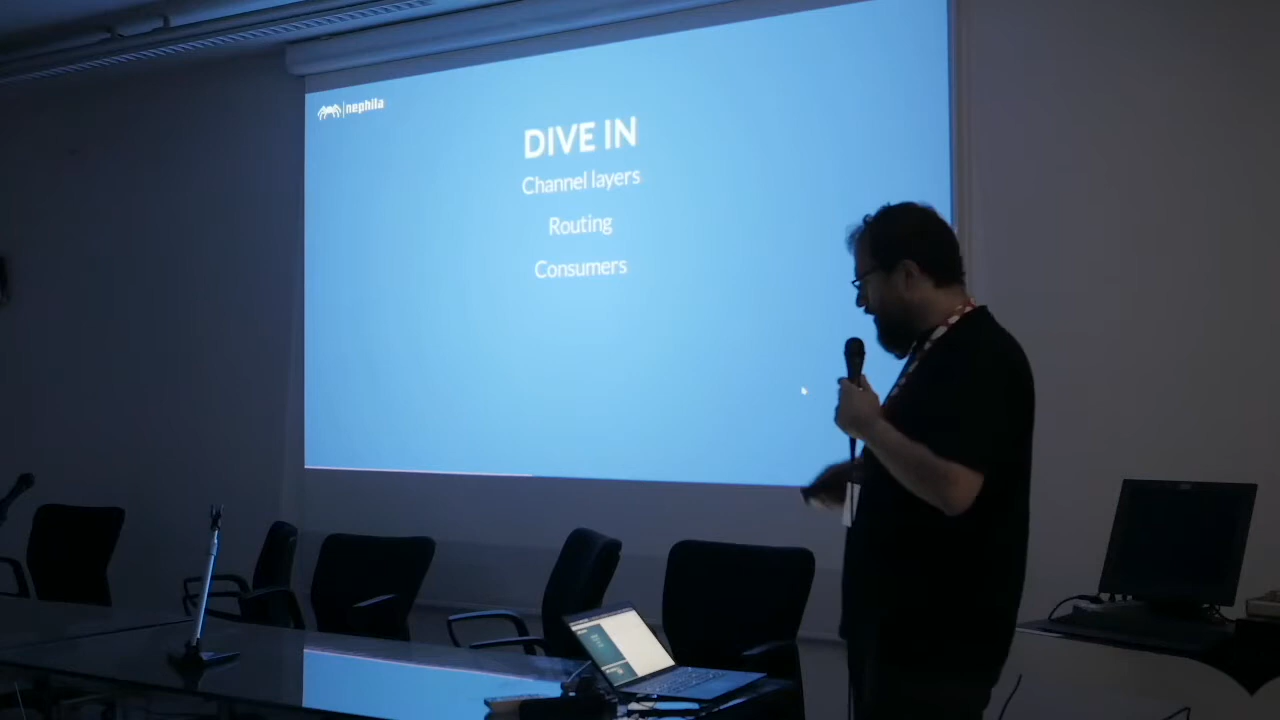 nephila
DIVE IN
Channel layers
Routing
Consumers